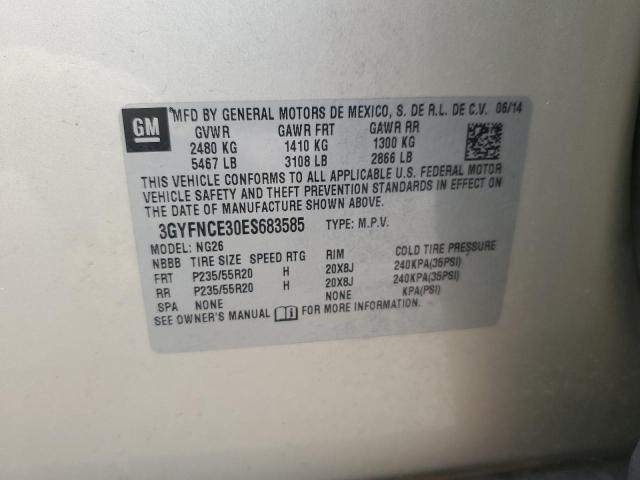 GM
MFD BY GENERAL MOTORS DE MEXICO, S. DE R.L. DE C.V. 06/14
GVWR GAWR FRT GAWR RR
2480 KG 1410 KG 1300 KG
5467 LB 3108 LB 2866 LB
THIS VEHICLE CONFORMS TO ALL APPLICABLE U.S. FEDERAL MOTOR
VEHICLE SAFETY AND THEFT PREVENTION STANDARDS IN EFFECT ON
THE DATE OF MANUFACTURE SHOWN ABOVE.
3GYFNCE30ES683585 TYPE: M.P.V.
MODEL: NG26
NBBB TIRE SIZE SPEED RTG RIM COLD TIRE PRESSURE
FRT P235/55R20 H 20X8J 240KPA(35PSI)
RR P235/55R20 H 20X8J 240KPA(35PSI)
SPA NONE NONE KPA(PSI)
SEE OWNER'S MANUAL FOR MORE INFORMATION.